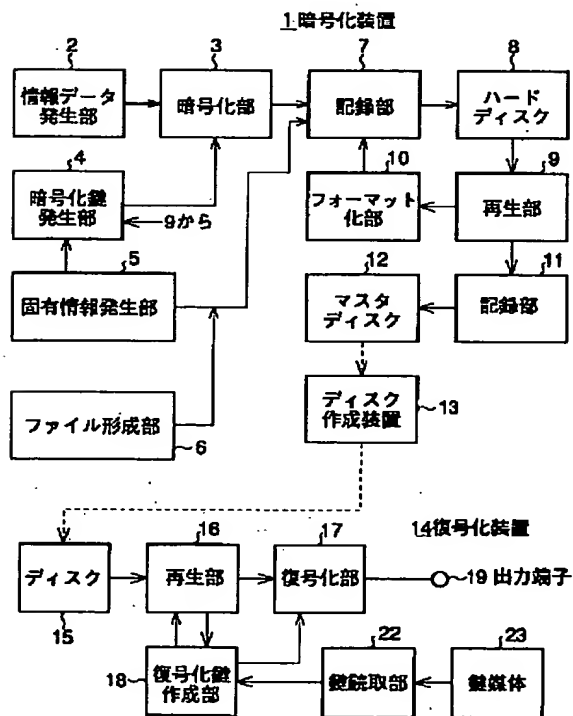 1 暗号化装置
2
3
7
8
情報データ
発生部
暗号化部
記録部
ハード
ディスク
4
10
9
暗号化鍵
発生部
9から
フォーマット
化部
再生部
5
12
11
固有情報発生部
マスタ
ディスク
記録部
ファイル形成部
6
ディスク
作成装置
13
16
17
14復号化装置
ディスク
再生部
復号化部
19 出力端子
15
22
23
18
復号化鍵
作成部
鍵読取部
鍵媒体